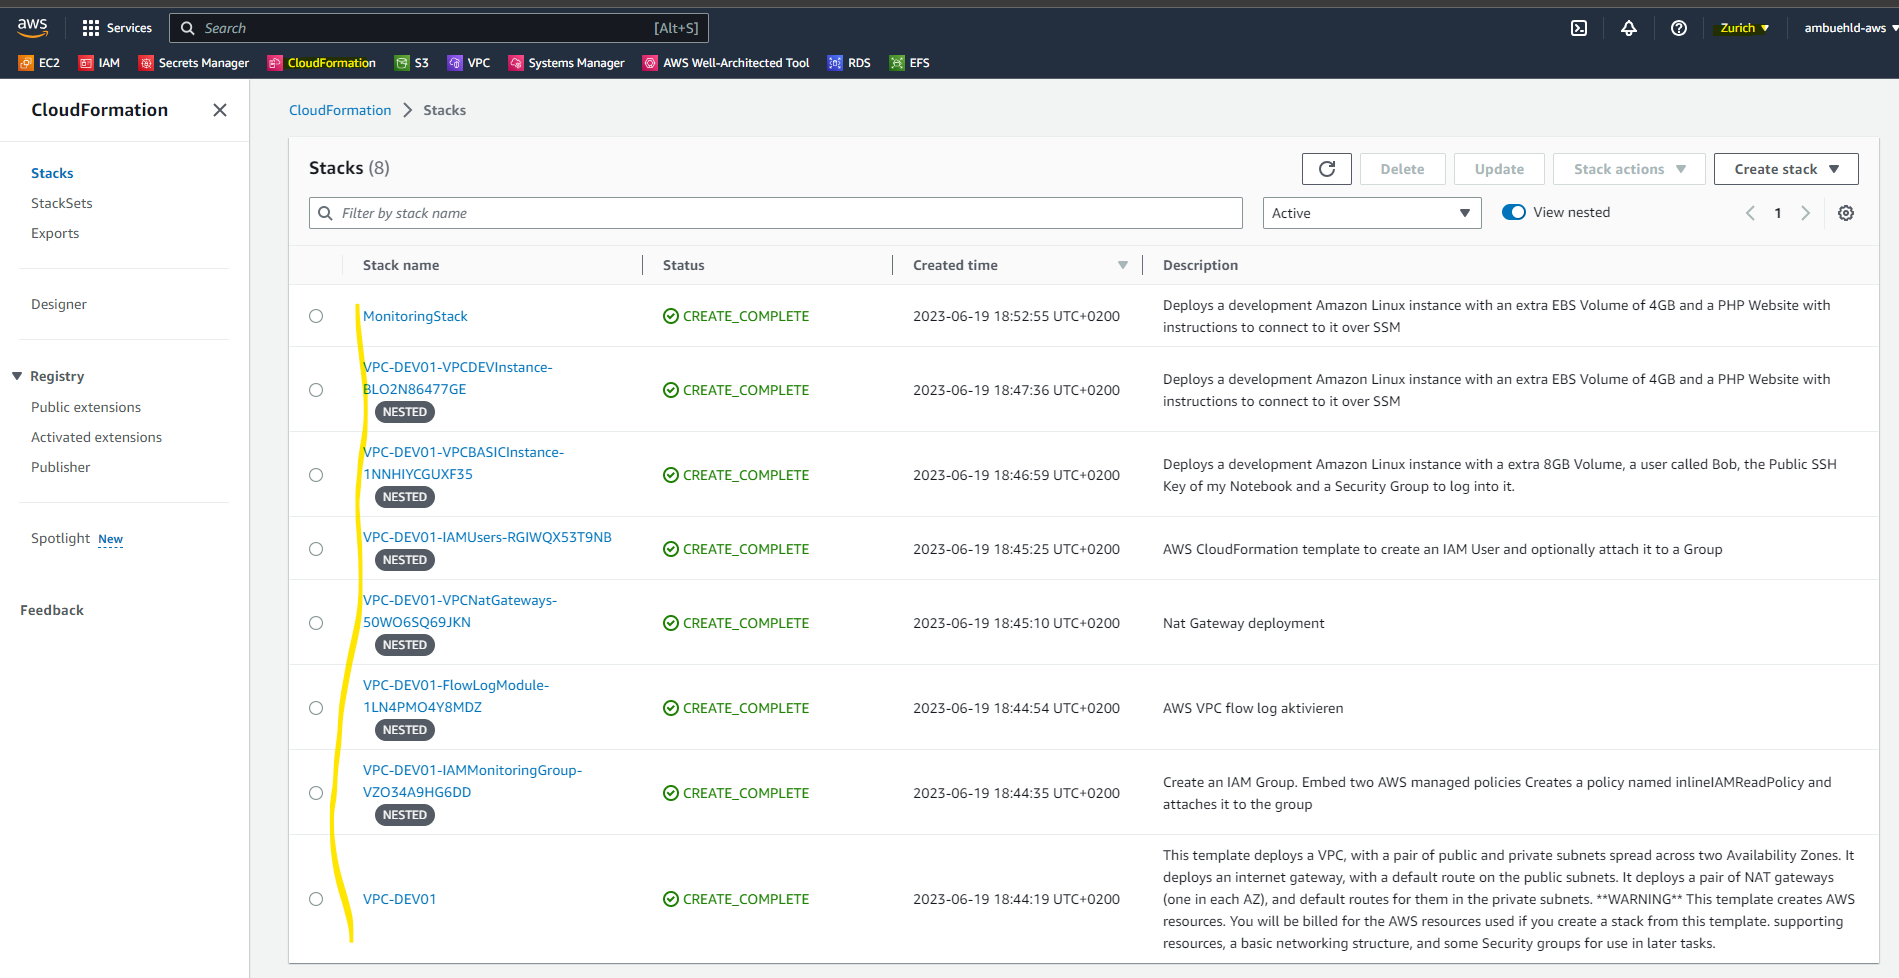 aws
Services
Search
[Alt+S]
Zurich
ambuehld-aws
EC2
IAM
Secrets Manager
CloudFormation
S3
VPC
Systems Manager
AWS Well-Architected Tool
RDS
EFS
CloudFormation
Stacks
StackSets
Exports
Designer
Registry
Public extensions
Activated extensions
Publisher
Spotlight New
Feedback
CloudFormation
Stacks
Stacks (8)
Delete
Update
Stack actions
Create stack
Filter by stack name
Active
View nested
1
Stack name
Status
Created time
Description
MonitoringStack
CREATE_COMPLETE
2023-06-19 18:52:55 UTC+0200
Deploys a development Amazon Linux instance with an extra EBS Volume of 4GB and a PHP Website with
instructions to connect to it over SSM
VPC-DEV01-VPCDEVInstance-
BLO2N86477GE
NESTED
CREATE_COMPLETE
2023-06-19 18:47:36 UTC+0200
Deploys a development Amazon Linux instance with an extra EBS Volume of 4GB and a PHP Website with
instructions to connect to it over SSM
VPC-DEV01-VPCBASICInstance-
1NNHIYCGUXF35
NESTED
CREATE_COMPLETE
2023-06-19 18:46:59 UTC+0200
Deploys a development Amazon Linux instance with a extra 8GB Volume, a user called Bob, the Public SSH
Key of my Notebook and a Security Group to log into it.
VPC-DEV01-IAMUsers-RGIWQX53T9NB
NESTED
CREATE_COMPLETE
2023-06-19 18:45:25 UTC+0200
AWS CloudFormation template to create an IAM User and optionally attach it to a Group
VPC-DEV01-VPCNatGateways-
50WO6SQ69JKN
NESTED
CREATE_COMPLETE
2023-06-19 18:45:10 UTC+0200
Nat Gateway deployment
VPC-DEV01-FlowLogModule-
1LN4PMO4Y8MDZ
NESTED
CREATE_COMPLETE
2023-06-19 18:44:54 UTC+0200
AWS VPC flow log aktivieren
VPC-DEV01-IAMMonitoringGroup-
VZO34A9HG6DD
NESTED
CREATE_COMPLETE
2023-06-19 18:44:35 UTC+0200
Create an IAM Group. Embed two AWS managed policies Creates a policy named inlineIAMReadPolicy and
attaches it to the group
VPC-DEV01
CREATE_COMPLETE
2023-06-19 18:44:19 UTC+0200
This template deploys a VPC, with a pair of public and private subnets spread across two Availability Zones. It
deploys an internet gateway, with a default route on the public subnets. It deploys a pair of NAT gateways
(one in each AZ), and default routes for them in the private subnets. **WARNING** This template creates AWS
resources. You will be billed for the AWS resources used if you create a stack from this template. supporting
resources, a basic networking structure, and some Security groups for use in later tasks.